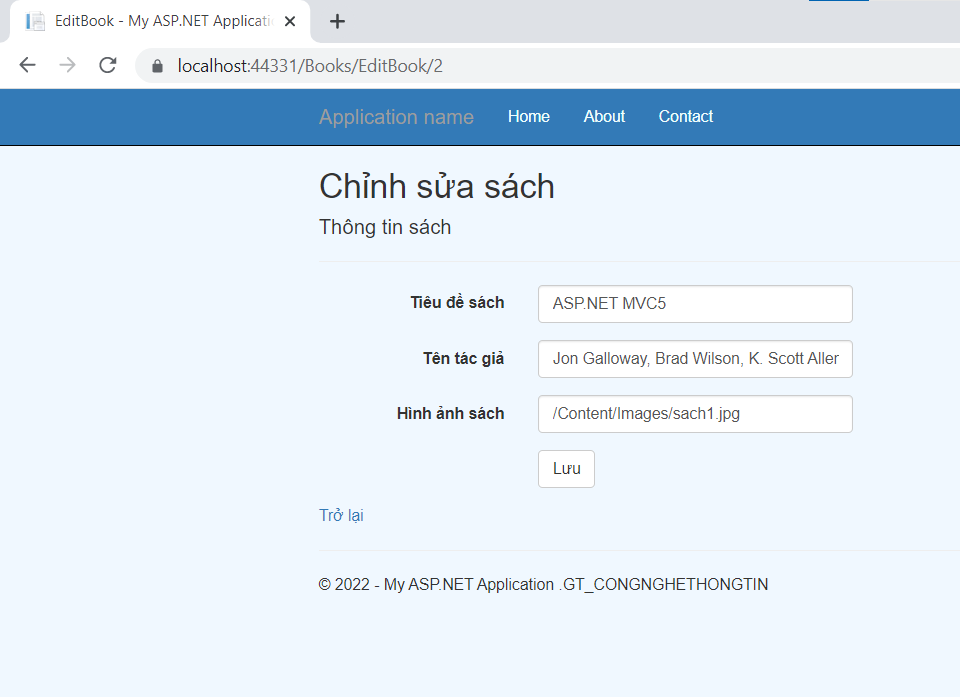 EditBook - My ASP.NET Applicati
localhost:44331/Books/EditBook/2
Application name Home About Contact
Chỉnh sửa sách
Thông tin sách
Tiêu đề sách ASP.NET MVC5
Tên tác giả Jon Galloway, Brad Wilson, K. Scott Aller
Hình ảnh sách /Content/Images/sach1.jpg
Lưu
Trở lại
© 2022 - My ASP.NET Application .GT_CONGNGHETHONGTIN